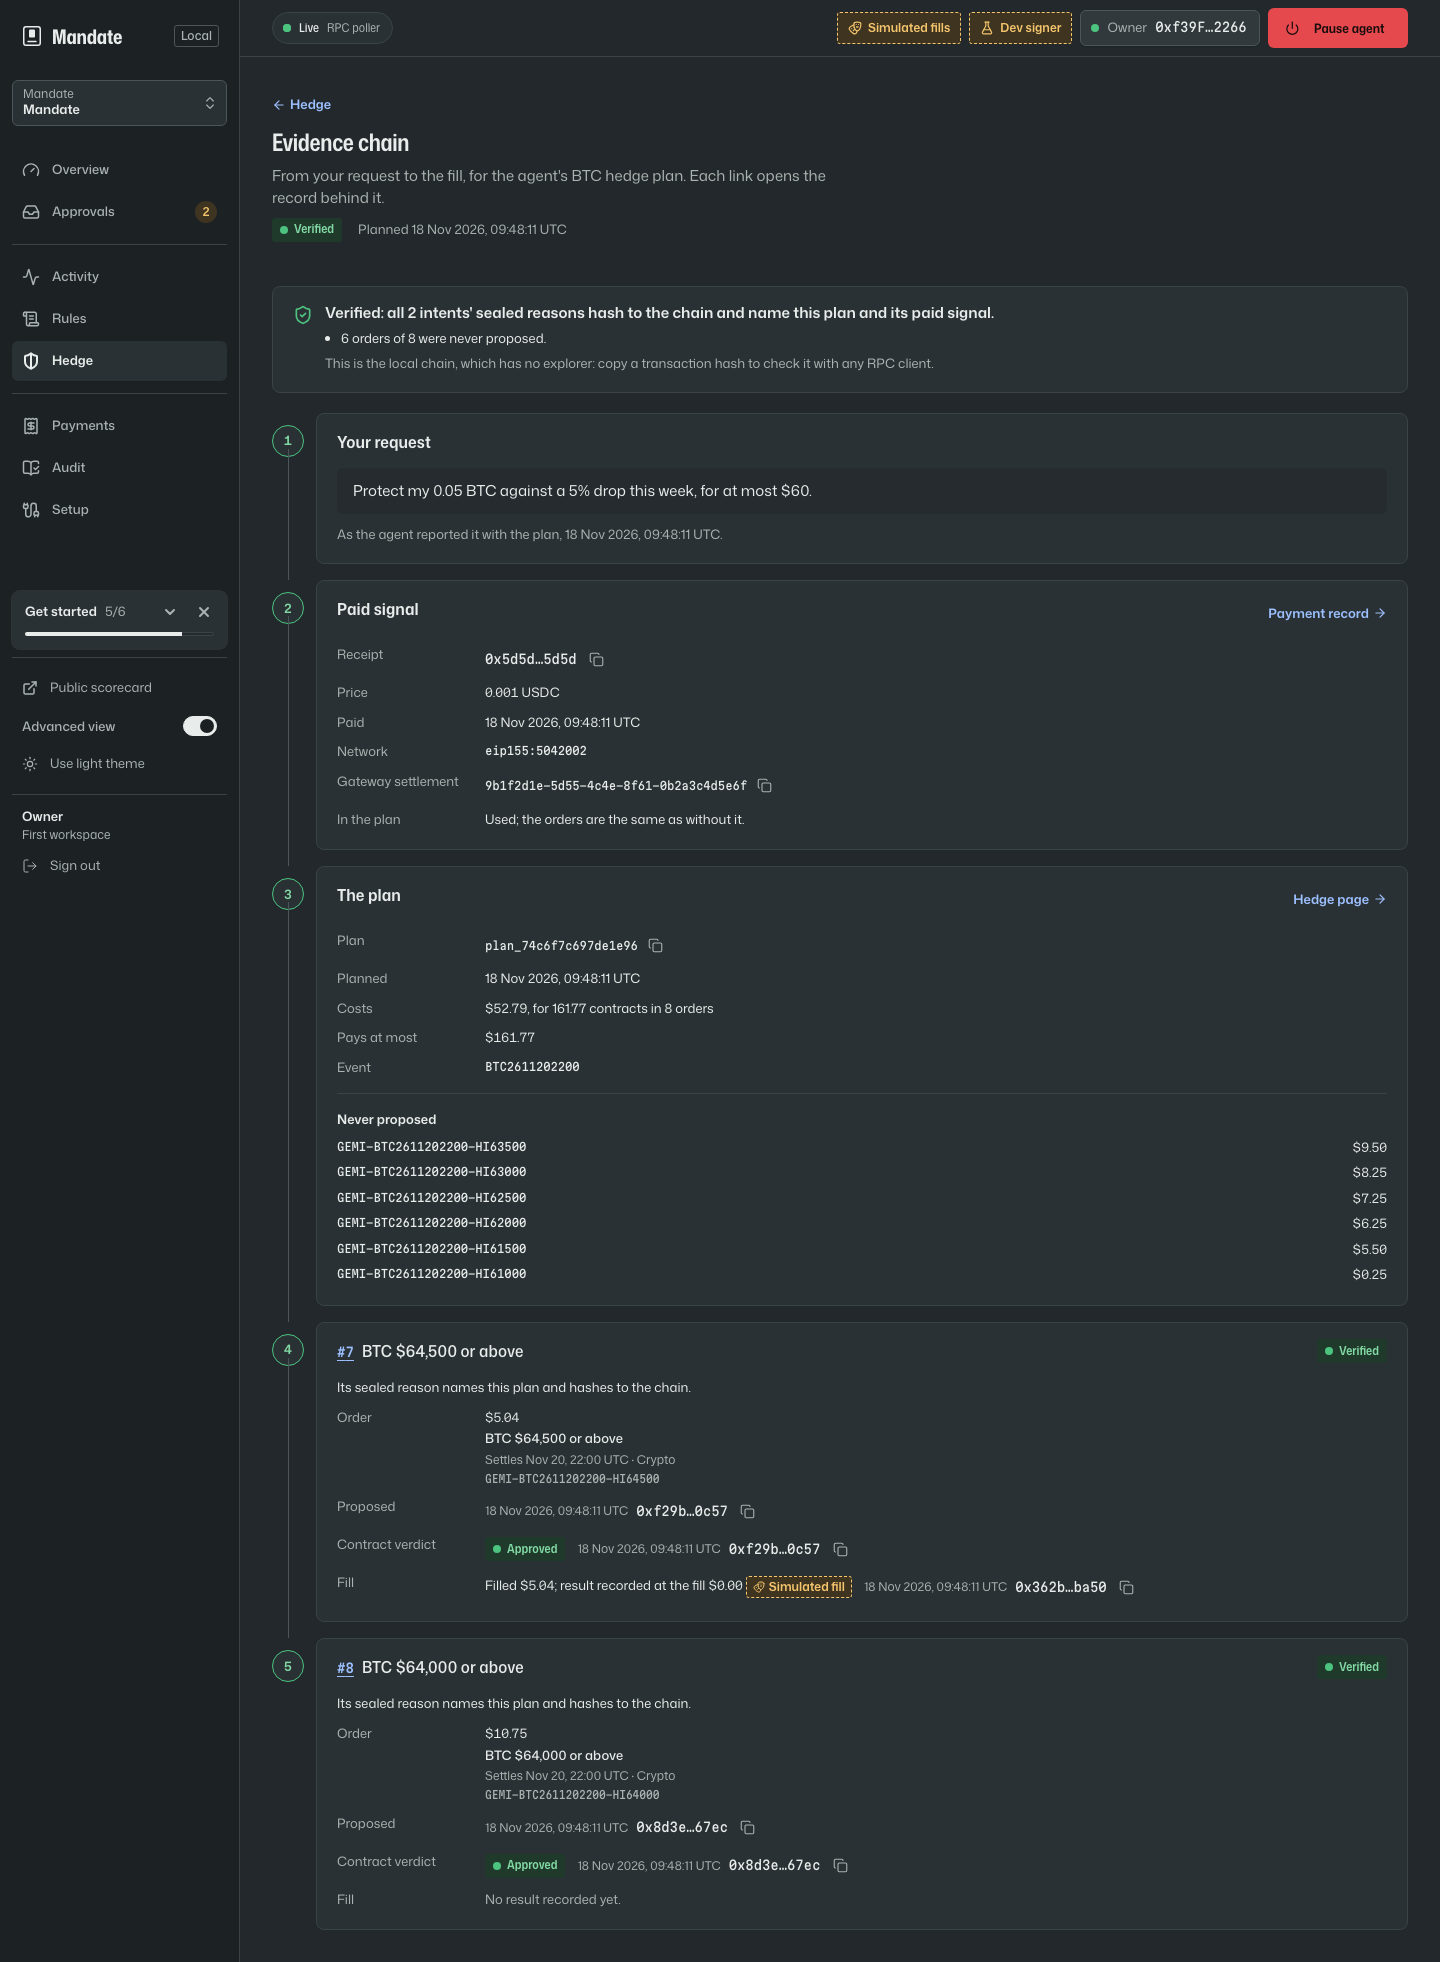 Mandate
Local
Mandate
Mandate
Overview
Approvals 2
Activity
Rules
Hedge
Payments
Audit
Setup
Get started 5/6
Public scorecard
Advanced view
Use light theme
Owner
First workspace
Sign out
Live RPC poller
Simulated fills
Dev signer
Owner 0xf39F…2266
Pause agent
Hedge
Evidence chain
From your request to the fill, for the agent's BTC hedge plan. Each link opens the
record behind it.
Verified Planned 18 Nov 2026, 09:48:11 UTC
Verified: all 2 intents' sealed reasons hash to the chain and name this plan and its paid signal.
• 6 orders of 8 were never proposed.
This is the local chain, which has no explorer: copy a transaction hash to check it with any RPC client.
1
Your request
Protect my 0.05 BTC against a 5% drop this week, for at most $60.
As the agent reported it with the plan, 18 Nov 2026, 09:48:11 UTC.
2
Paid signal
Payment record
Receipt 0x5d5d…5d5d
Price 0.001 USDC
Paid 18 Nov 2026, 09:48:11 UTC
Network eip155:5042002
Gateway settlement 9b1f2d1e-5d55-4c4e-8f61-0b2a3c4d5e6f
In the plan Used; the orders are the same as without it.
3
The plan
Hedge page
Plan plan_74c6f7c697de1e96
Planned 18 Nov 2026, 09:48:11 UTC
Costs $52.79, for 161.77 contracts in 8 orders
Pays at most $161.77
Event BTC2611202200
Never proposed
GEMI-BTC2611202200-HI63500 $9.50
GEMI-BTC2611202200-HI63000 $8.25
GEMI-BTC2611202200-HI62500 $7.25
GEMI-BTC2611202200-HI62000 $6.25
GEMI-BTC2611202200-HI61500 $5.50
GEMI-BTC2611202200-HI61000 $0.25
4
#7 BTC $64,500 or above
Verified
Its sealed reason names this plan and hashes to the chain.
Order $5.04
BTC $64,500 or above
Settles Nov 20, 22:00 UTC · Crypto
GEMI-BTC2611202200-HI64500
Proposed 18 Nov 2026, 09:48:11 UTC 0xf29b…0c57
Contract verdict Approved 18 Nov 2026, 09:48:11 UTC 0xf29b…0c57
Fill Filled $5.04; result recorded at the fill $0.00 Simulated fill 18 Nov 2026, 09:48:11 UTC 0x362b…ba50
5
#8 BTC $64,000 or above
Verified
Its sealed reason names this plan and hashes to the chain.
Order $10.75
BTC $64,000 or above
Settles Nov 20, 22:00 UTC · Crypto
GEMI-BTC2611202200-HI64000
Proposed 18 Nov 2026, 09:48:11 UTC 0x8d3e…67ec
Contract verdict Approved 18 Nov 2026, 09:48:11 UTC 0x8d3e…67ec
Fill No result recorded yet.